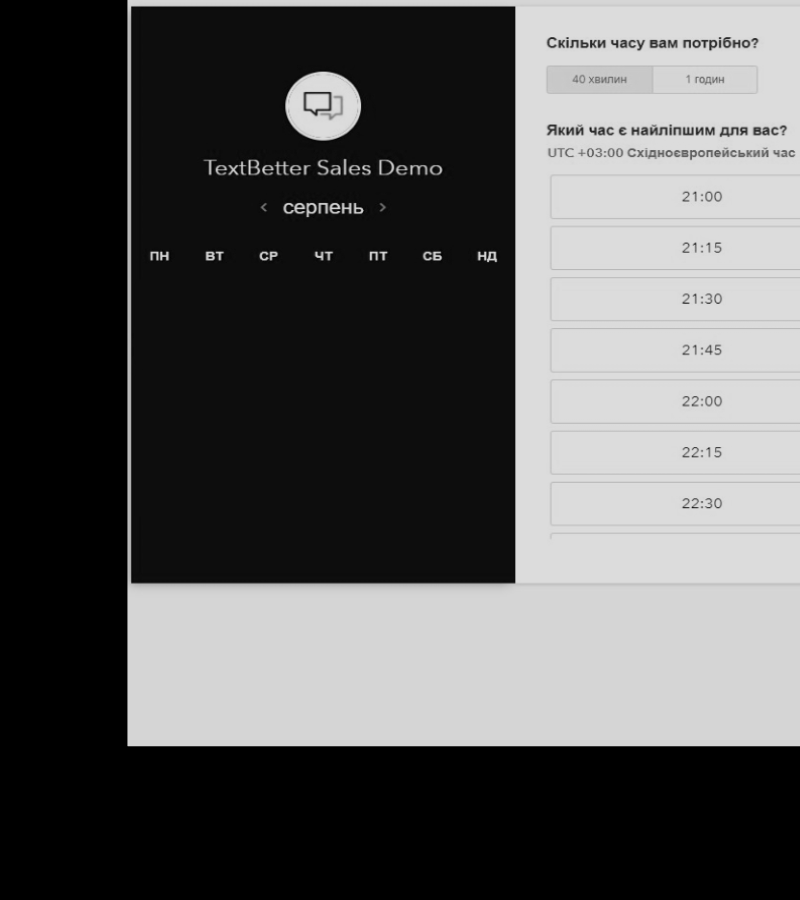 TextBetter Sales Demo
серпень
ПН ВТ СР ЧТ ПТ СБ НД
Скільки часу вам потрібно?
40 хвилин 1 годин
Який час є найліпшим для вас?
UTC +03:00 Східноєвропейський час
21:00
21:15
21:30
21:45
22:00
22:15
22:30